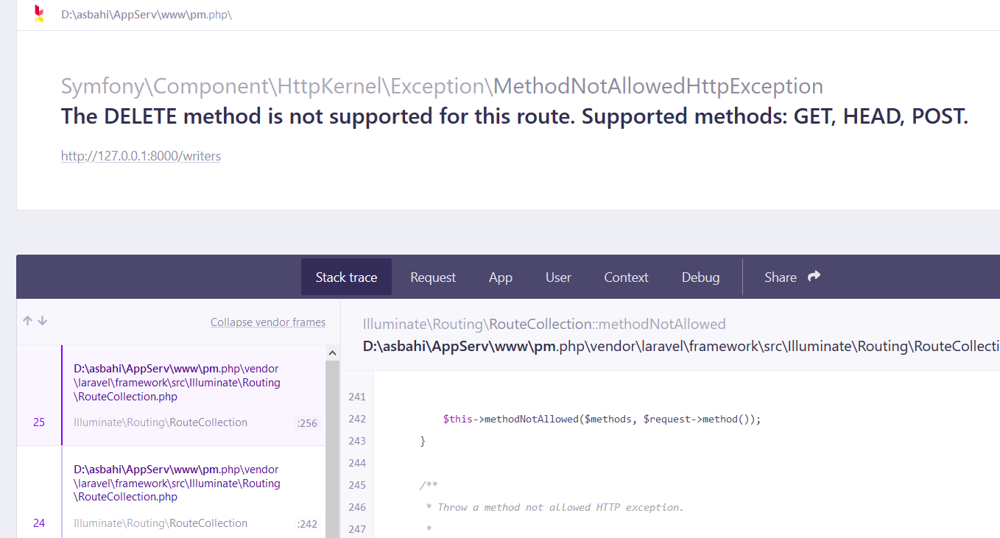 D:\asbahi\AppServ\www\pm.php\
Symfony\Component\HttpKernel\Exception\MethodNotAllowedHttpException
The DELETE method is not supported for this route. Supported methods: GET, HEAD, POST.
http://127.0.0.1:8000/writers
Stack trace Request App User Context Debug Share
Collapse vendor frames
D:\asbahi\AppServ\www\pm.php\vendor
\laravel\framework\src\Illuminate\Routing
\RouteCollection.php
25 Illuminate\Routing\RouteCollection :256
D:\asbahi\AppServ\www\pm.php\vendor
\laravel\framework\src\Illuminate\Routing
\RouteCollection.php
24 Illuminate\Routing\RouteCollection :242
Illuminate\Routing\RouteCollection::methodNotAllowed
D:\asbahi\AppServ\www\pm.php\vendor\laravel\framework\src\Illuminate\Routing\RouteCollecti
241
242 $this->methodNotAllowed($methods, $request->method());
243 }
244
245 /**
246 * Throw a method not allowed HTTP exception.
247 *